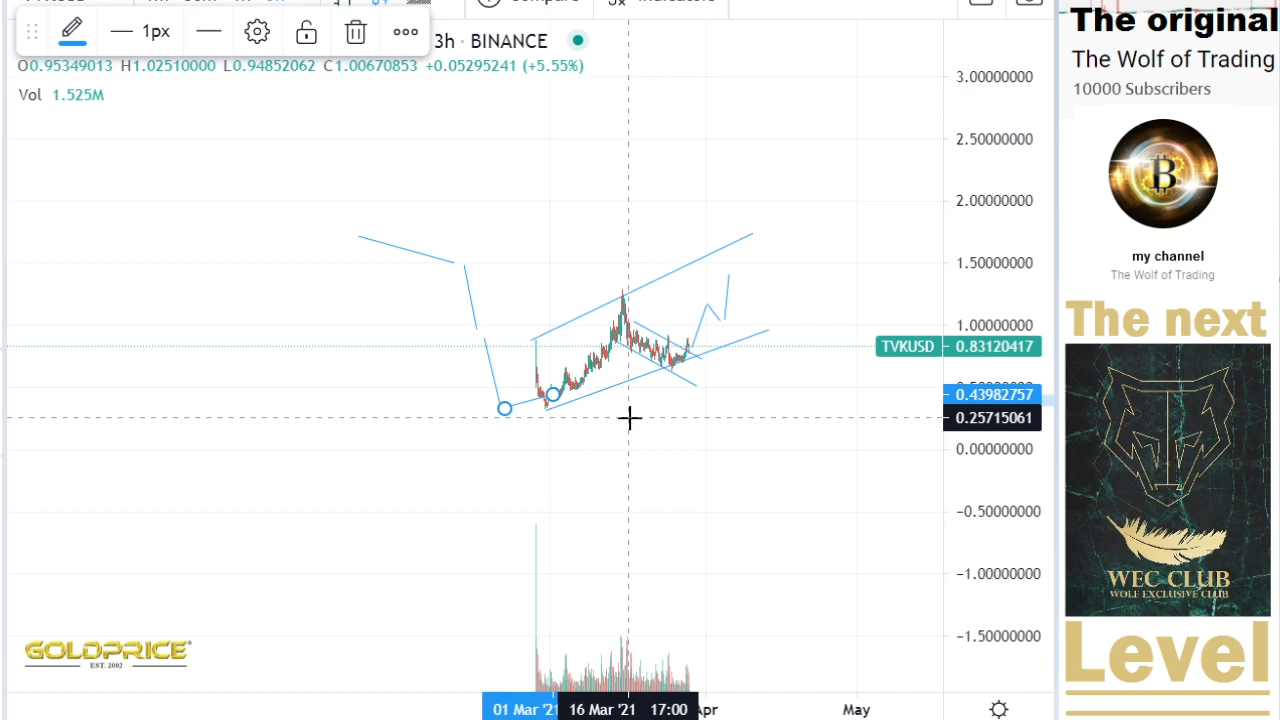 1px
3h · BINANCE
O0.95349013 H1.02510000 L0.94852062 C1.00670853 +0.05295241 (+5.55%)
Vol 1.525M
3.00000000
2.50000000
2.00000000
1.50000000
1.00000000
TVKUSD 0.83120417
0.43982757
0.25715061
0.00000000
−0.50000000
−1.00000000
−1.50000000
01 Mar '21 16 Mar '21 17:00 Apr May
GOLDPRICE
EST. 2002
The original
The Wolf of Trading
10000 Subscribers
B
my channel
The Wolf of Trading
The next
WEC CLUB
WOLF EXCLUSIVE CLUB
Level